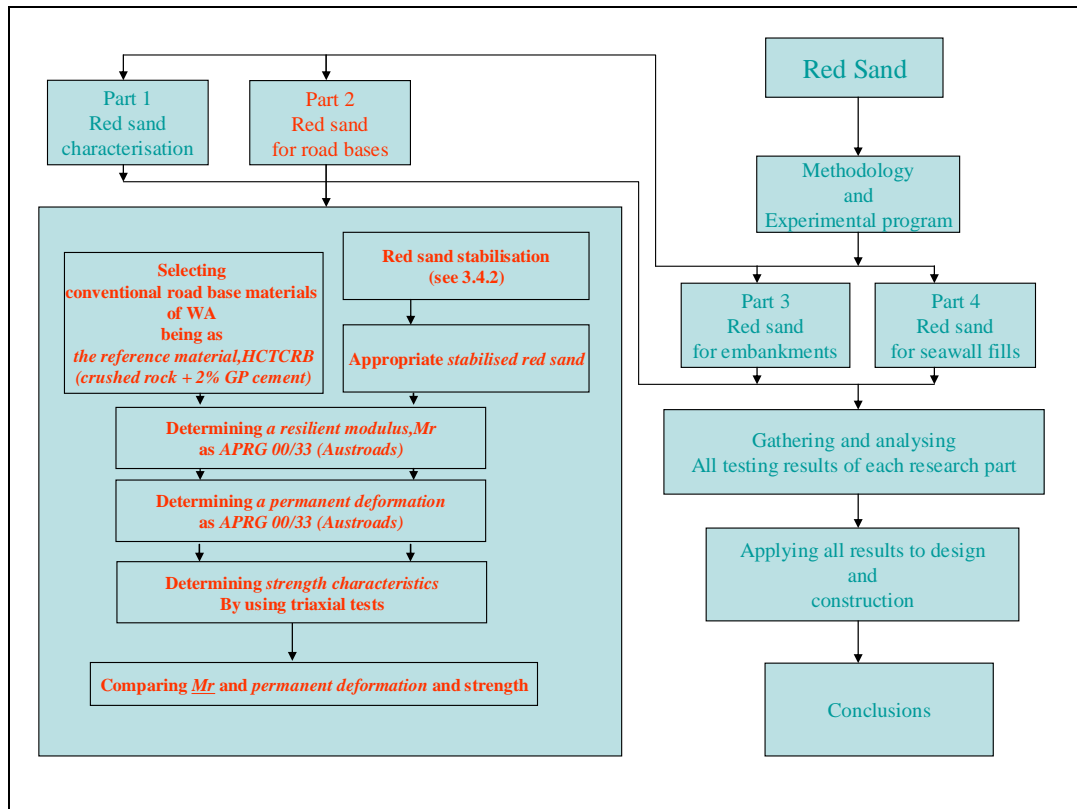 Red Sand
Part 1
Red sand
characterisation
Part 2
Red sand
for road bases
Methodology
and
Experimental program
Selecting
conventional road base materials
of WA
being as
the reference material,HCTCRB
(crushed rock + 2% GP cement)
Red sand stabilisation
(see 3.4.2)
Appropriate stabilised red sand
Determining a resilient modulus,Mr
as APRG 00/33 (Austroads)
Determining a permanent deformation
as APRG 00/33 (Austroads)
Determining strength characteristics
By using triaxial tests
Comparing Mr and permanent deformation and strength
Part 3
Red sand
for embankments
Part 4
Red sand
for seawall fills
Gathering and analysing
All testing results of each research part
Applying all results to design
and
construction
Conclusions